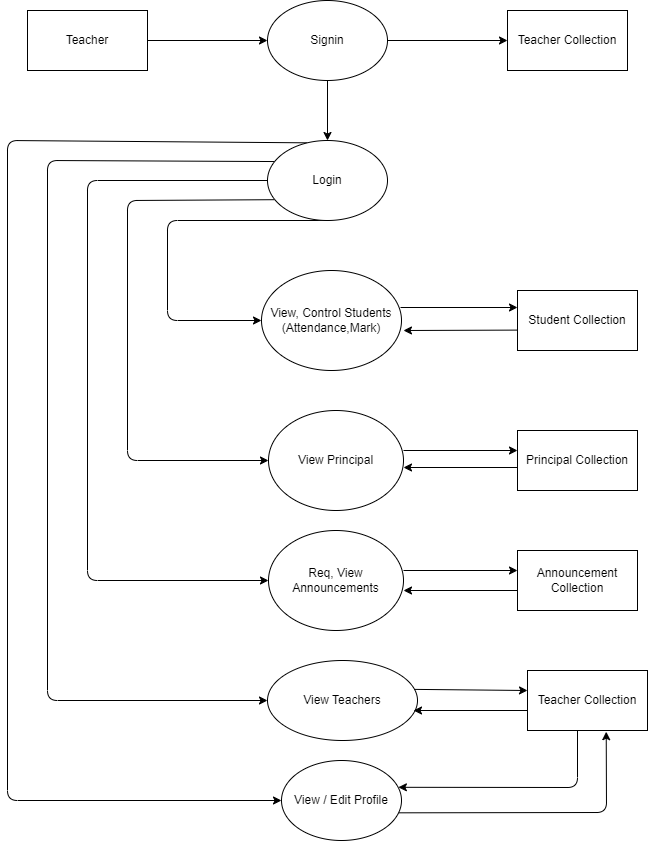 Teacher
Signin
Teacher Collection
Login
View, Control Students
(Attendance,Mark)
Student Collection
View Principal
Principal Collection
Req, View
Announcements
Announcement
Collection
View Teachers
Teacher Collection
View / Edit Profile